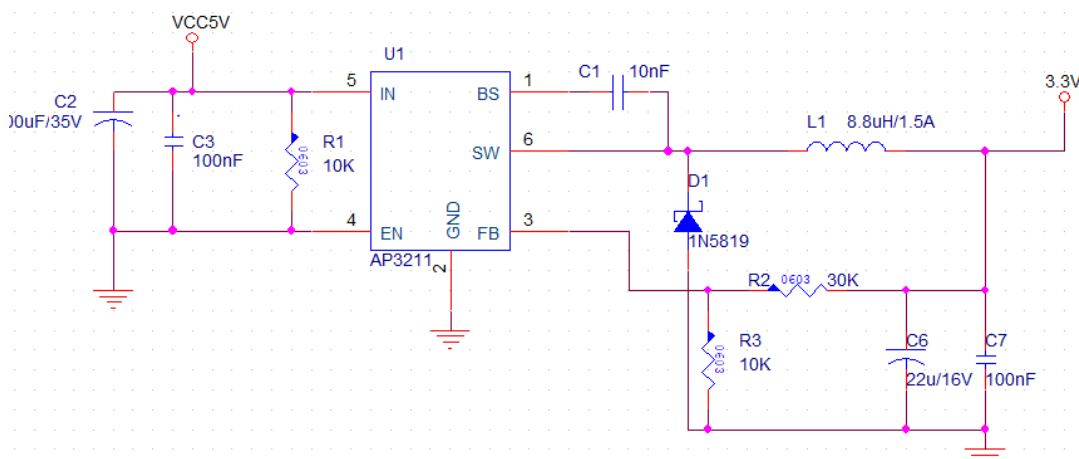 VCC5V
U1
C1 10nF
3.3V
5 IN BS 1
L1 8.8uH/1.5A
C2
00uF/35V
C3
100nF
R1
10K
0603
SW 6
D1
1N5819
4 EN GND FB 3
AP3211
2
R2 0603 30K
R3
10K
0603
C6
22u/16V
C7
100nF